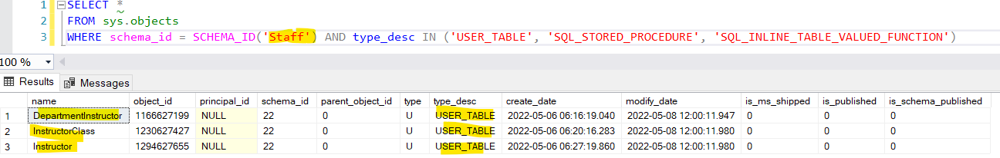 1 SELECT *
2 FROM sys.objects
3 WHERE schema_id = SCHEMA_ID('Staff') AND type_desc IN ('USER_TABLE', 'SQL_STORED_PROCEDURE', 'SQL_INLINE_TABLE_VALUED_FUNCTION')
100 %
Results Messages
name object_id principal_id schema_id parent_object_id type type_desc create_date modify_date is_ms_shipped is_published is_schema_published
1 DepartmentInstructor 1166627199 NULL 22 0 U USER_TABLE 2022-05-06 06:16:19.040 2022-05-08 12:00:11.947 0 0 0
2 InstructorClass 1230627427 NULL 22 0 U USER_TABLE 2022-05-06 06:20:16.283 2022-05-08 12:00:11.980 0 0 0
3 Instructor 1294627655 NULL 22 0 U USER_TABLE 2022-05-06 06:27:19.860 2022-05-08 12:00:11.980 0 0 0